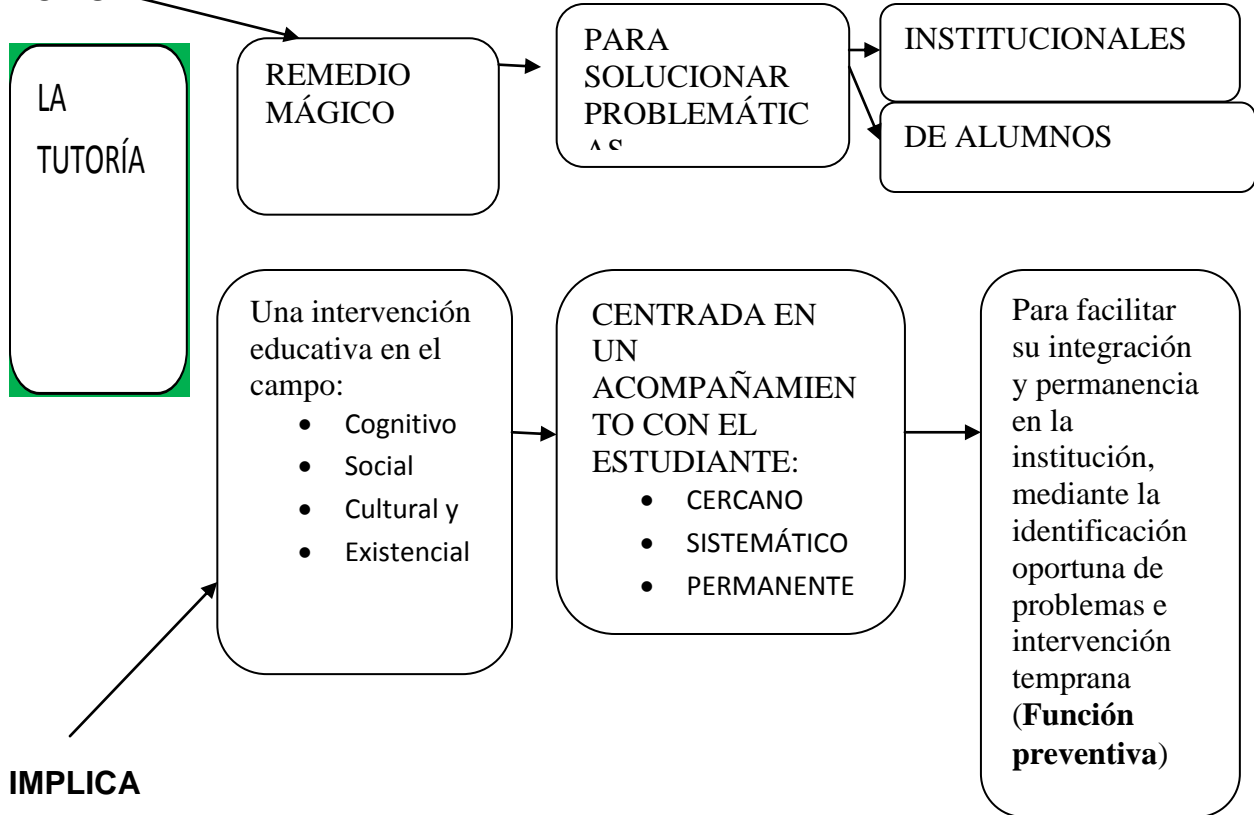 LA
TUTORÍA
REMEDIO
MÁGICO
PARA
SOLUCIONAR
PROBLEMÁTIC
AS
INSTITUCIONALES
DE ALUMNOS
Una intervención
educativa en el
campo:
• Cognitivo
• Social
• Cultural y
• Existencial
CENTRADA EN
UN
ACOMPAÑAMIEN
TO CON EL
ESTUDIANTE:
• CERCANO
• SISTEMÁTICO
• PERMANENTE
Para facilitar
su integración
y permanencia
en la
institución,
mediante la
identificación
oportuna de
problemas e
intervención
temprana
(Función
preventiva)
IMPLICA